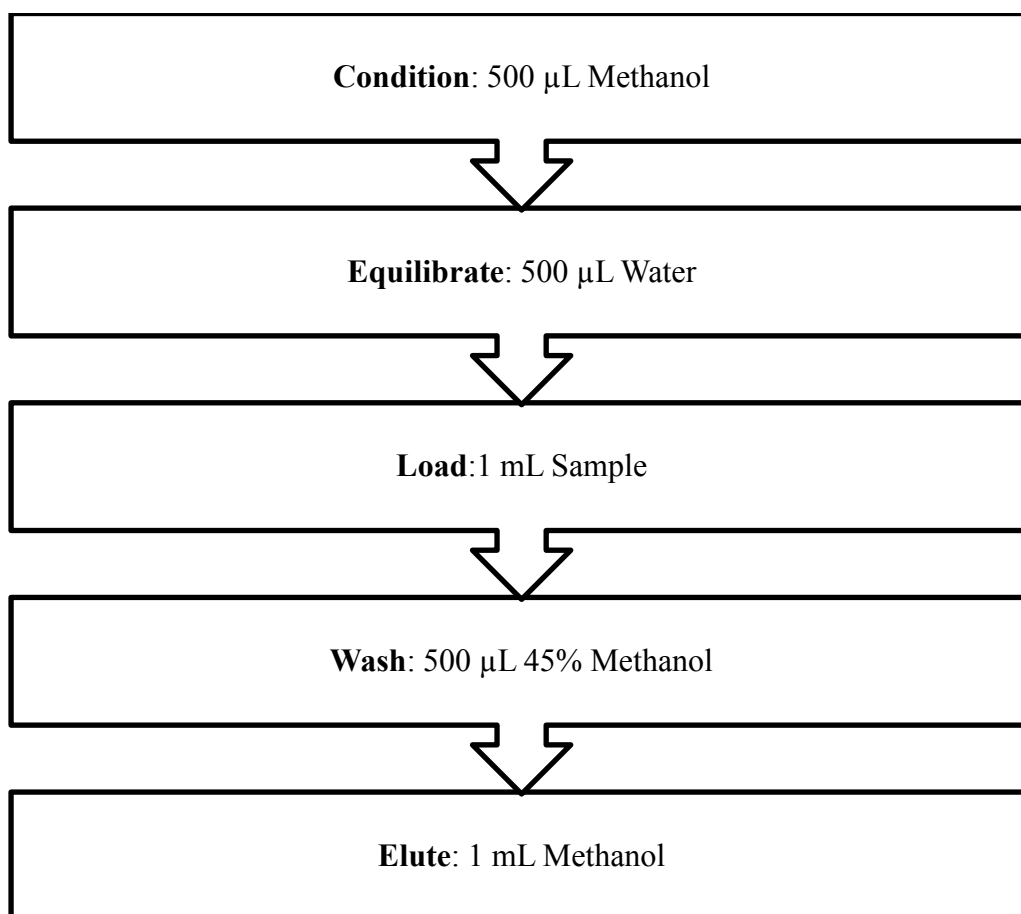 Condition: 500 µL Methanol
Equilibrate: 500 µL Water
Load:1 mL Sample
Wash: 500 µL 45% Methanol
Elute: 1 mL Methanol